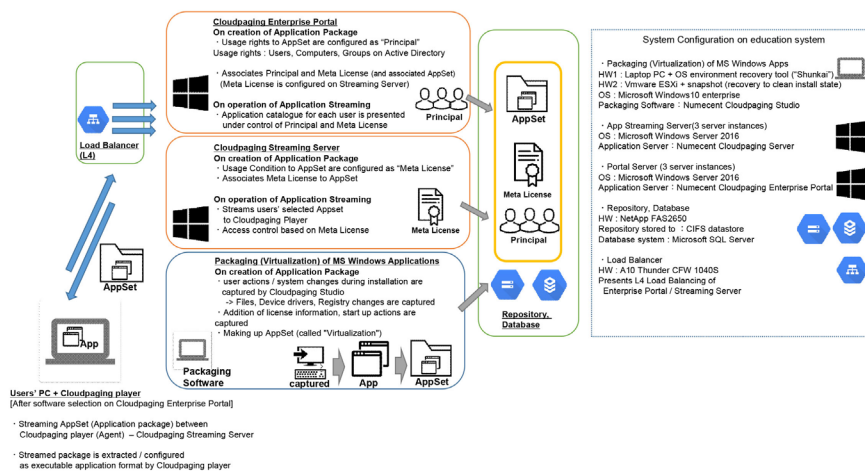 Cloudpaging Enterprise Portal
On creation of Application Package
・Usage rights to AppSet are configured as "Principal"
Usage rights : Users, Computers, Groups on Active Directory
・Associates Principal and Meta License (and associated AppSet)
(Meta License is configured on Streaming Server)
On operation of Application Streaming
・Application catalogue for each user is presented
under control of Principal and Meta License
Principal
Load Balancer
(L4)
Cloudpaging Streaming Server
On creation of Application Package
・Usage Condition to AppSet are configured as "Meta License"
・Associates Meta License to AppSet
On operation of Application Streaming
・Streams users' selected Appset
to Cloudpaging Player
・Access control based on Meta License
Meta License
Packaging (Virtualization) of MS Windows Applications
On creation of Application Package
・user actions / system changes during installation are
captured by Cloudpaging Studio
-> Files, Device drivers, Registry changes are captured
・Addition of license information, start up actions are
captured
・Making up AppSet (called "Virtualization")
Packaging
Software
captured
App
AppSet
AppSet
Meta License
Principal
Repository,
Database
AppSet
App
Users' PC + Cloudpaging player
[After software selection on Cloudpaging Enterprise Portal]
・Streaming AppSet (Application package) between
Cloudpaging player (Agent) – Cloudpaging Streaming Server
・Streamed package is extracted / configured
as executable application format by Cloudpaging player
System Configuration on education system
・Packaging (Virtualization) of MS Windows Apps
HW1 : Laptop PC + OS environment recovery tool ("Shunkai")
HW2 : Vmware ESXi + snapshot (recovery to clean install state)
OS : Microsoft Windows10 enterprise
Packaging Software : Numecent Cloudpaging Studio
・App Streaming Server(3 server instances)
OS : Microsoft Windows Server 2016
Application Server : Numecent Cloudpaging Server
・Portal Server (3 server instances)
OS : Microsoft Windows Server 2016
Application Server : Numecent Cloudpaging Enterprise Portal
・Repository, Database
HW : NetApp FAS2650
Repository stored to : CIFS datastore
Database system : Microsoft SQL Server
・Load Balancer
HW : A10 Thunder CFW 1040S
Presents L4 Load Balancing of
Enterprise Portal / Streaming Server